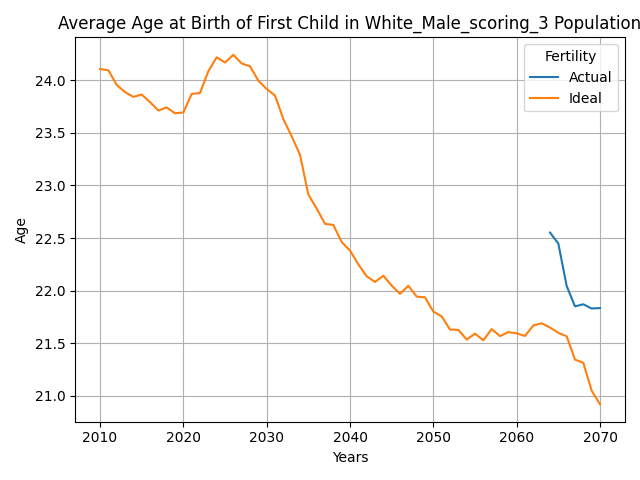 Average Age at Birth of First Child in White_Male_scoring_3 Population
Fertility
Actual
Ideal
24.0
23.5
23.0
22.5
22.0
21.5
21.0
Age
2010 2020 2030 2040 2050 2060 2070
Years